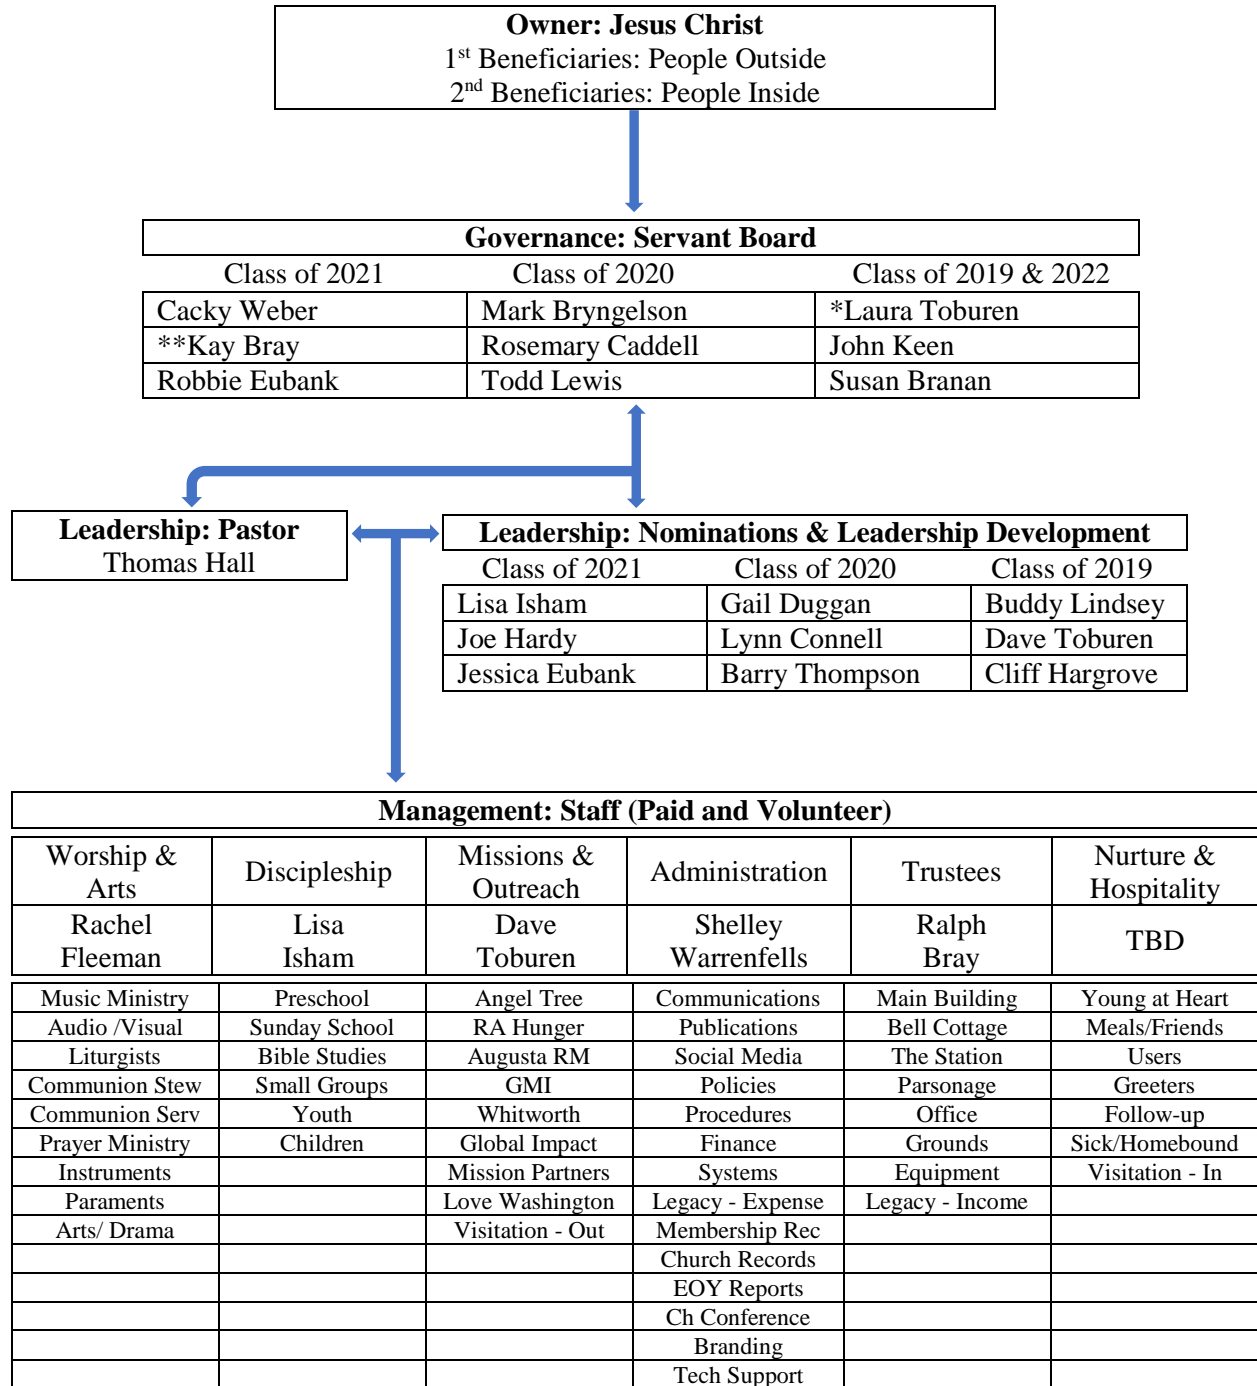 Owner: Jesus Christ
1st Beneficiaries: People Outside
2nd Beneficiaries: People Inside
Governance: Servant Board
Class of 2021 Class of 2020 Class of 2019 & 2022
Cacky Weber Mark Bryngelson *Laura Toburen
**Kay Bray Rosemary Caddell John Keen
Robbie Eubank Todd Lewis Susan Branan
Leadership: Pastor
Thomas Hall
Leadership: Nominations & Leadership Development
Class of 2021 Class of 2020 Class of 2019
Lisa Isham Gail Duggan Buddy Lindsey
Joe Hardy Lynn Connell Dave Toburen
Jessica Eubank Barry Thompson Cliff Hargrove
Management: Staff (Paid and Volunteer)
Worship & Arts Discipleship Missions & Outreach Administration Trustees Nurture & Hospitality
Rachel Fleeman Lisa Isham Dave Toburen Shelley Warrenfells Ralph Bray TBD
Music Ministry Preschool Angel Tree Communications Main Building Young at Heart
Audio /Visual Sunday School RA Hunger Publications Bell Cottage Meals/Friends
Liturgists Bible Studies Augusta RM Social Media The Station Users
Communion Stew Small Groups GMI Policies Parsonage Greeters
Communion Serv Youth Whitworth Procedures Office Follow-up
Prayer Ministry Children Global Impact Finance Grounds Sick/Homebound
Instruments Mission Partners Systems Equipment Visitation - In
Paraments Love Washington Legacy - Expense Legacy - Income
Arts/ Drama Visitation - Out Membership Rec
Church Records
EOY Reports
Ch Conference
Branding
Tech Support